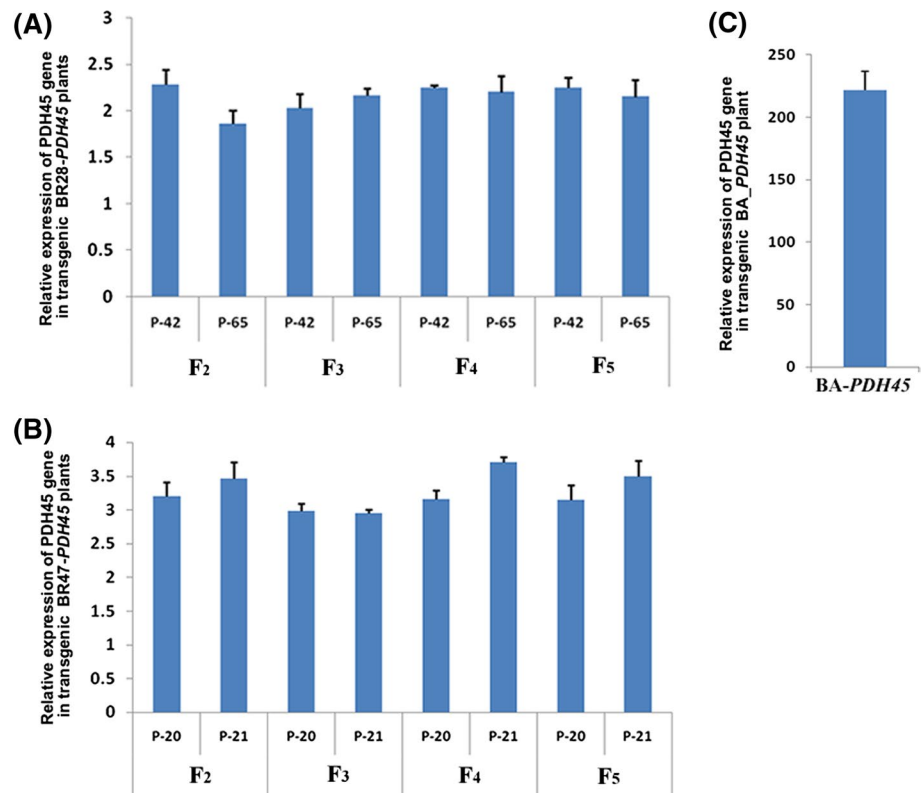 (A)
Relative expression of PDH45 gene
in transgenic BR28-PDH45 plants
3
2.5
2
1.5
1
0.5
0
P-42 P-65 P-42 P-65 P-42 P-65 P-42 P-65
F2 F3 F4 F5
(C)
Relative expression of PDH45 gene
in transgenic BA_PDH45 plant
250
200
150
100
50
0
BA-PDH45
(B)
Relative expression of PDH45 gene
in transgenic BR47-PDH45 plants
4
3.5
3
2.5
2
1.5
1
0.5
0
P-20 P-21 P-20 P-21 P-20 P-21 P-20 P-21
F2 F3 F4 F5